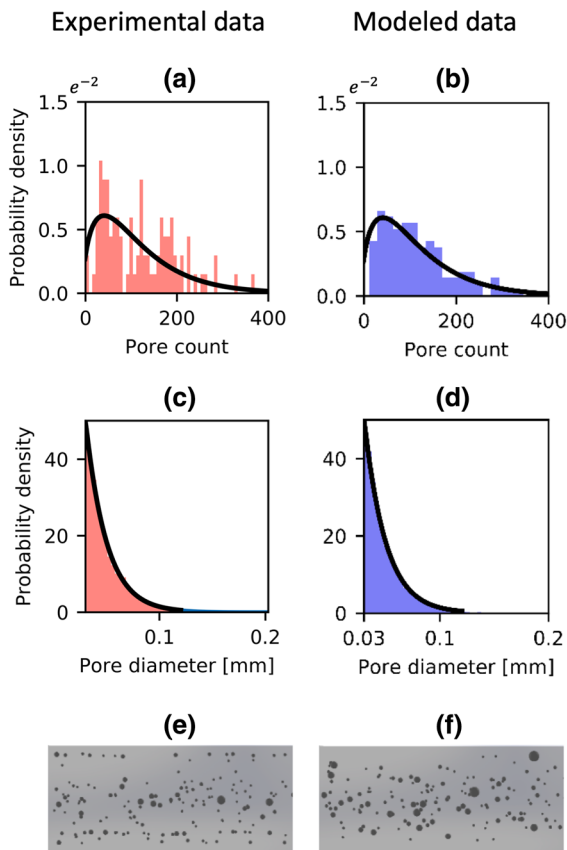 Experimental data Modeled data
(a) (b)
e⁻² e⁻²
1.5 1.5
1.0 1.0
0.5 0.5
0.0 0.0
0 200 400 0 200 400
Probability density
Pore count Pore count
(c) (d)
40 40
20 20
0 0
0.1 0.2 0.03 0.1 0.2
Probability density
Pore diameter [mm] Pore diameter [mm]
(e) (f)